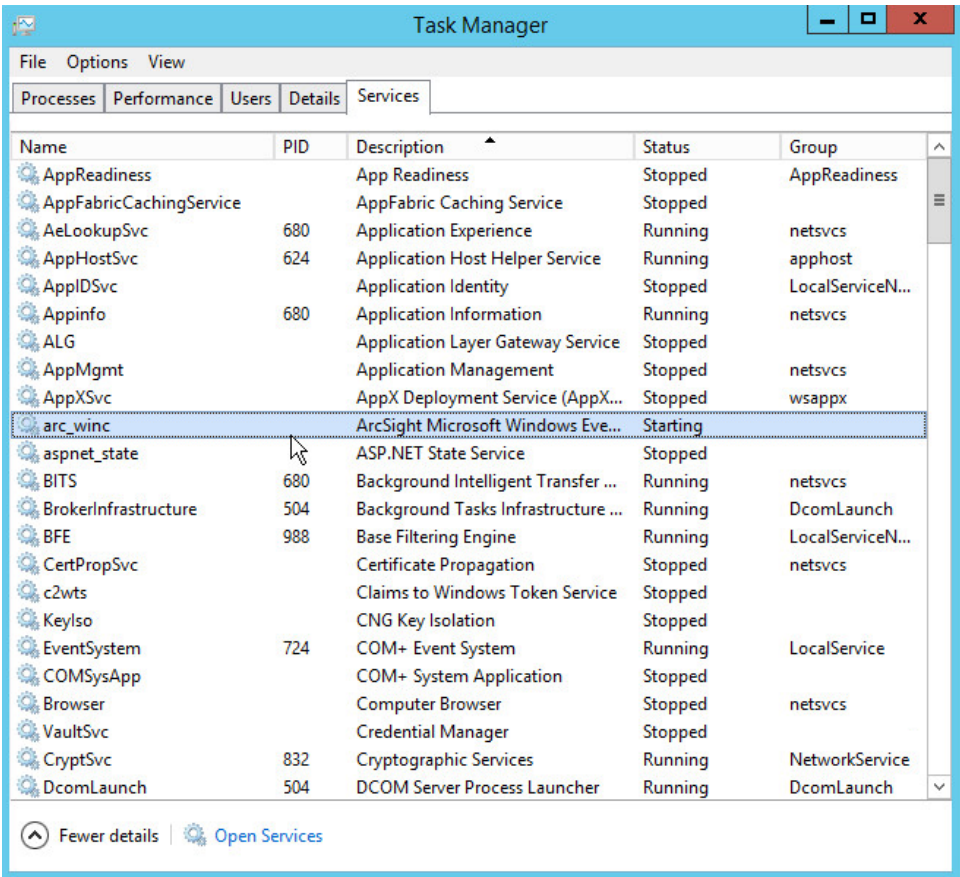 Task Manager
File Options View
Processes Performance Users Details Services
Name PID Description Status Group
AppReadiness App Readiness Stopped AppReadiness
AppFabricCachingService AppFabric Caching Service Stopped
AeLookupSvc 680 Application Experience Running netsvcs
AppHostSvc 624 Application Host Helper Service Running apphost
AppIDSvc Application Identity Stopped LocalServiceN...
Appinfo 680 Application Information Running netsvcs
ALG Application Layer Gateway Service Stopped
AppMgmt Application Management Stopped netsvcs
AppXSvc AppX Deployment Service (AppX... Stopped wsappx
arc_winc ArcSight Microsoft Windows Eve... Starting
aspnet_state ASP.NET State Service Stopped
BITS 680 Background Intelligent Transfer ... Running netsvcs
BrokerInfrastructure 504 Background Tasks Infrastructure ... Running DcomLaunch
BFE 988 Base Filtering Engine Running LocalServiceN...
CertPropSvc Certificate Propagation Stopped netsvcs
c2wts Claims to Windows Token Service Stopped
KeyIso CNG Key Isolation Stopped
EventSystem 724 COM+ Event System Running LocalService
COMSysApp COM+ System Application Stopped
Browser Computer Browser Stopped netsvcs
VaultSvc Credential Manager Stopped
CryptSvc 832 Cryptographic Services Running NetworkService
DcomLaunch 504 DCOM Server Process Launcher Running DcomLaunch
Fewer details Open Services